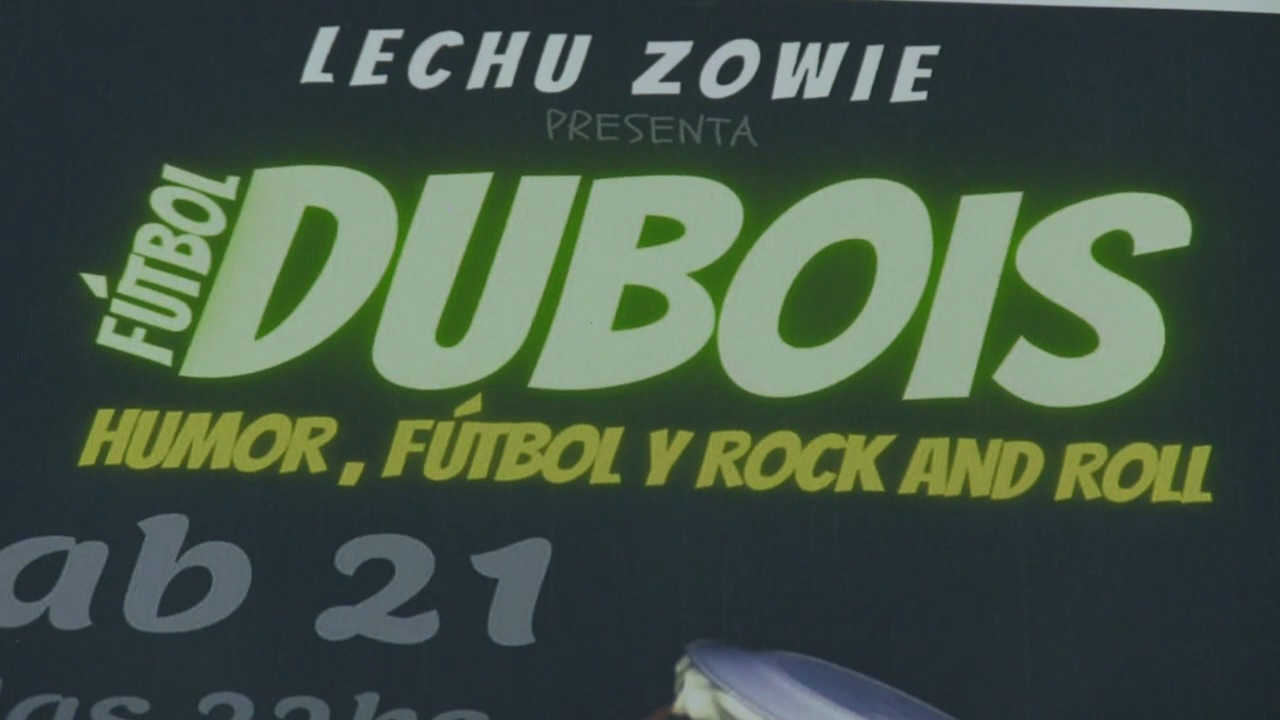 LECHU ZOWIE
PRESENTA
FÚTBOL
DUBOIS
HUMOR, FÚTBOL Y ROCK AND ROLL
ab 21